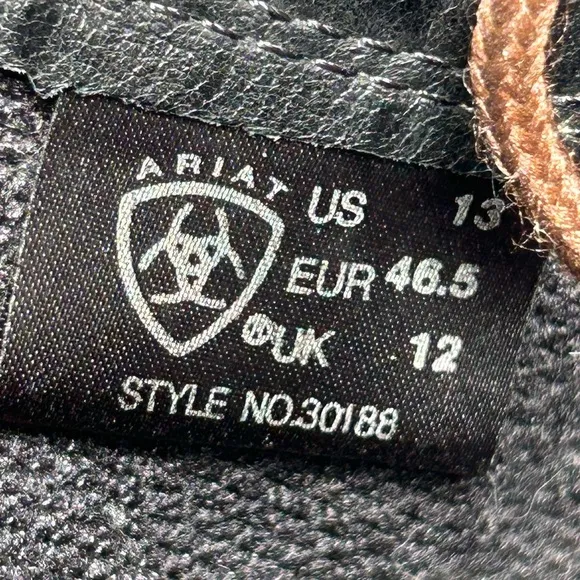 ARIAT
US 13
EUR 46.5
®UK 12
STYLE NO.30188